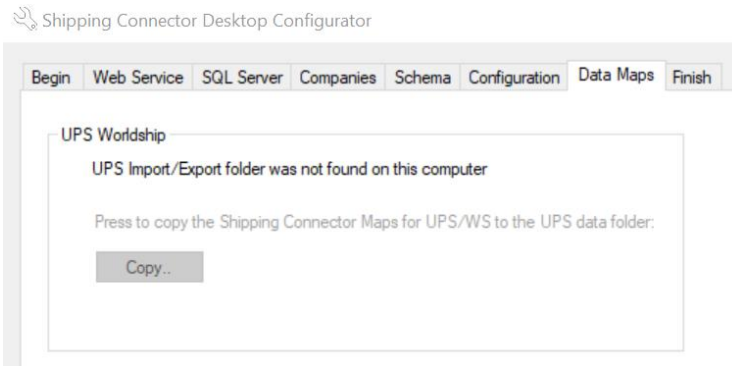 Shipping Connector Desktop Configurator
Begin Web Service SQL Server Companies Schema Configuration Data Maps Finish
UPS Worldship
UPS Import/Export folder was not found on this computer
Press to copy the Shipping Connector Maps for UPS/WS to the UPS data folder:
Copy..